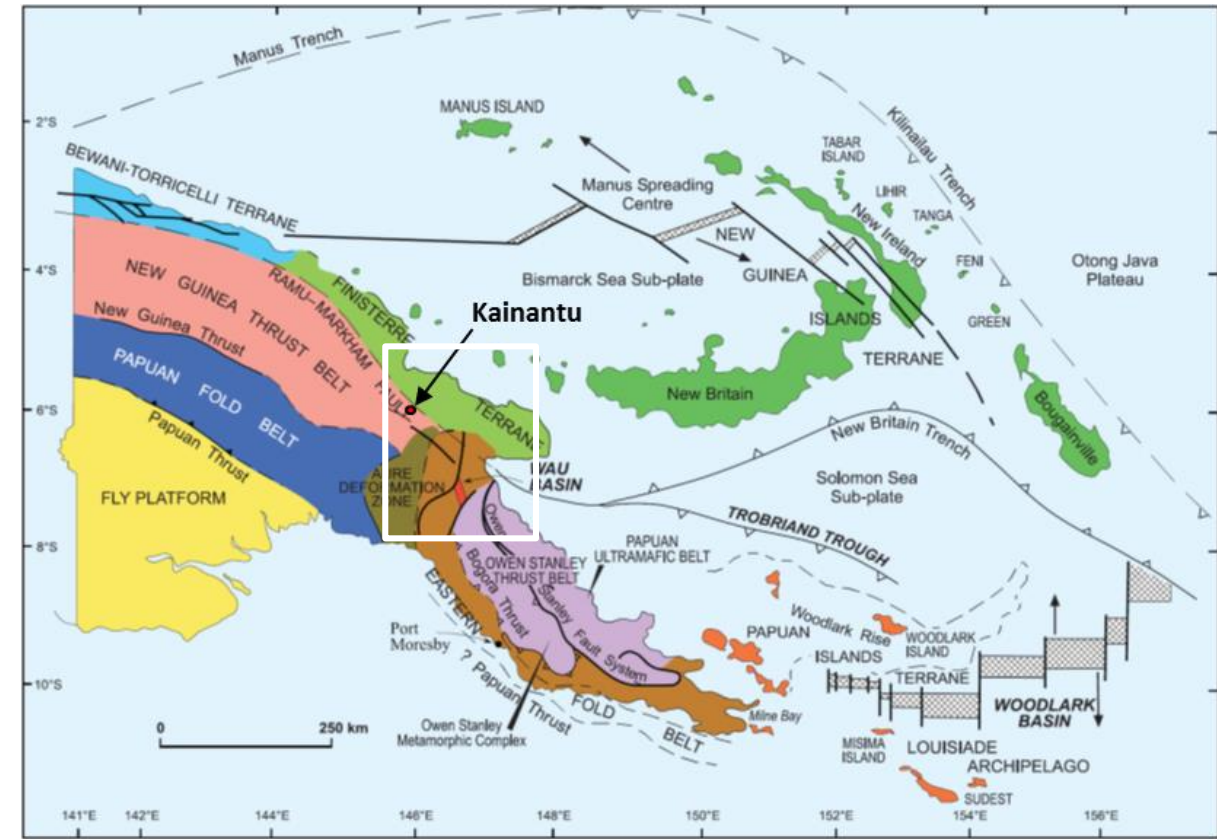 Manus Trench
MANUS ISLAND
2°S
BEWANI-TORRICELLI TERRANE
Manus Spreading
Centre
TABAR
ISLAND
LIHIR
TANGA
Kilinailau Trench
New Ireland
NEW
GUINEA
ISLANDS
TERRANE
Bismarck Sea Sub-plate
FENI
GREEN
Otong Java
Plateau
4°S
NEW GUINEA THRUST BELT
RAMU-MARKHAM FAULT
FINISTERRE
TERRANE
New Guinea Thrust
Kainantu
PAPUAN FOLD BELT
Papuan Thrust
6°S
New Britain
Bougainville
New Britain Trench
FLY PLATFORM
AURE
DEFORMATION
ZONE
WAU
BASIN
Solomon Sea
Sub-plate
TROBRIAND TROUGH
8°S
PAPUAN
ULTRAMAFIC BELT
OWEN STANLEY
THRUST BELT
Owen Stanley Fault System
Bogora Thrust
EASTERN
FOLD
BELT
Port
Moresby
? Papuan Thrust
PAPUAN
ISLANDS
TERRANE
Woodlark Rise
WOODLARK
ISLAND
10°S
WOODLARK
BASIN
0
250 km
Owen Stanley
Metamorphic Complex
Milne Bay
MISIMA
ISLAND
LOUISIADE
ARCHIPELAGO
SUDEST
141°E
142°E
144°E
146°E
148°E
150°E
152°E
154°E
156°E